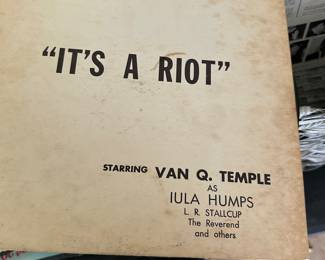 "IT'S A RIOT"
STARRING VAN Q. TEMPLE
AS
IULA HUMPS
L. R. STALLCUP
The Reverend
and others